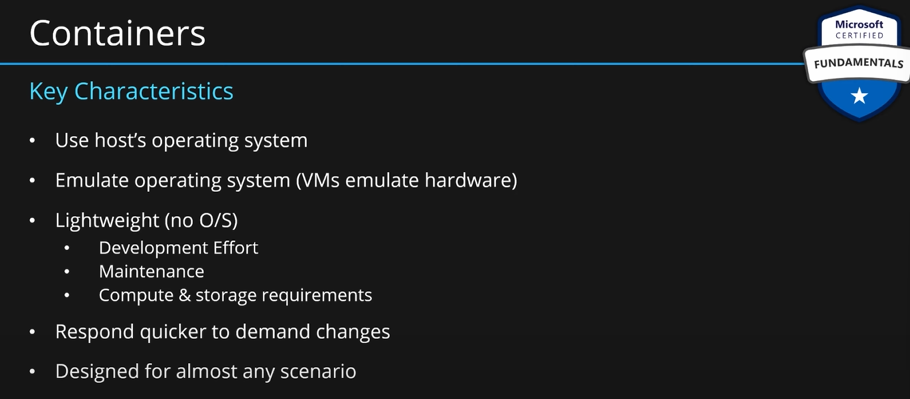 Containers
Microsoft
CERTIFIED
FUNDAMENTALS
Key Characteristics
• Use host's operating system
• Emulate operating system (VMs emulate hardware)
• Lightweight (no O/S)
• Development Effort
• Maintenance
• Compute & storage requirements
• Respond quicker to demand changes
• Designed for almost any scenario